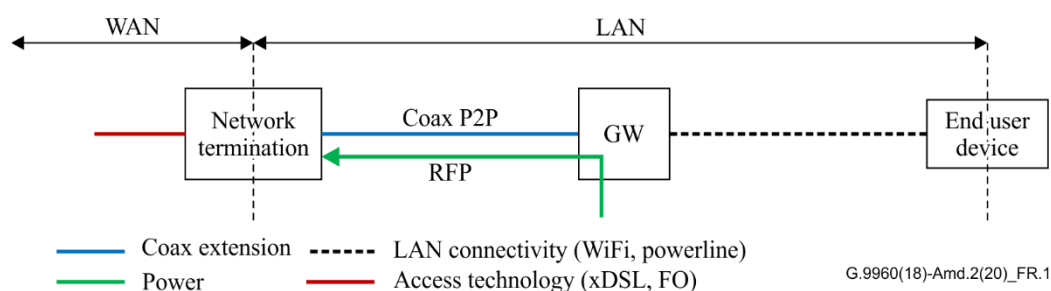 WAN
LAN
Network
termination
Coax P2P
GW
End user
device
RFP
Coax extension
LAN connectivity (WiFi, powerline)
Power
Access technology (xDSL, FO)
G.9960(18)-Amd.2(20)_FR.1